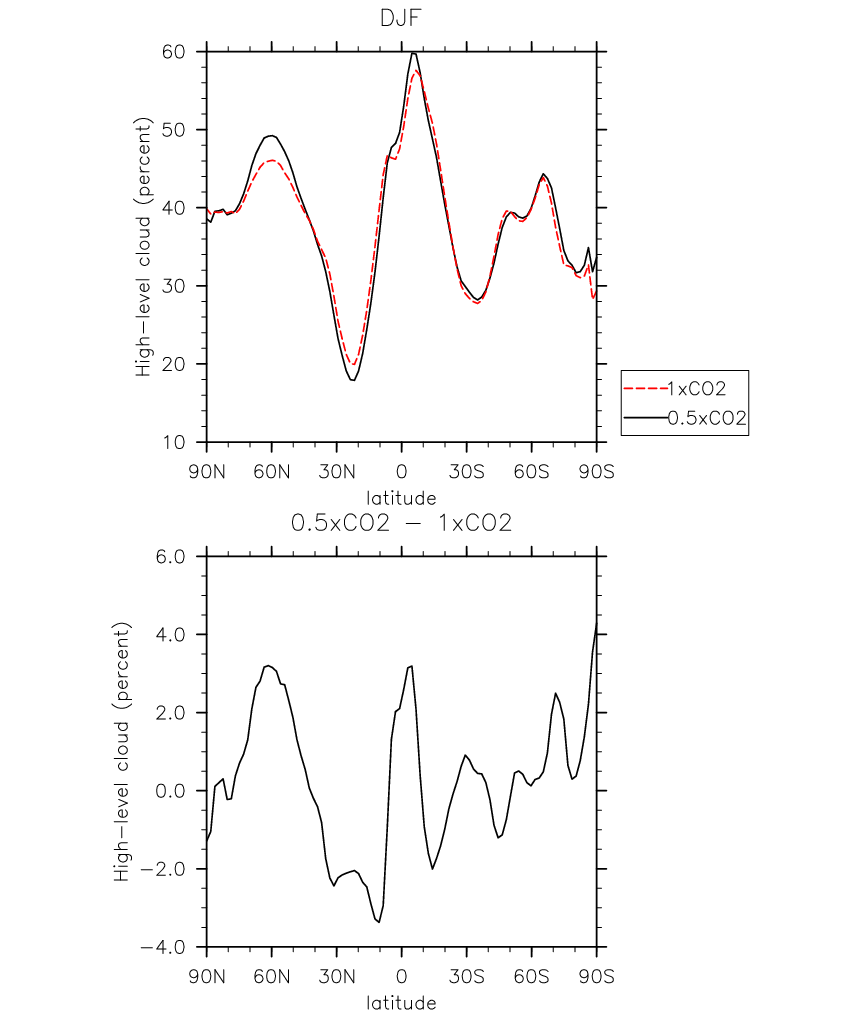 DJF
60
50
40
30
20
10
High-level cloud (percent)
90N 60N 30N 0 30S 60S 90S
latitude
1xCO2
0.5xCO2
0.5xCO2 - 1xCO2
6.0
4.0
2.0
0.0
-2.0
-4.0
High-level cloud (percent)
90N 60N 30N 0 30S 60S 90S
latitude